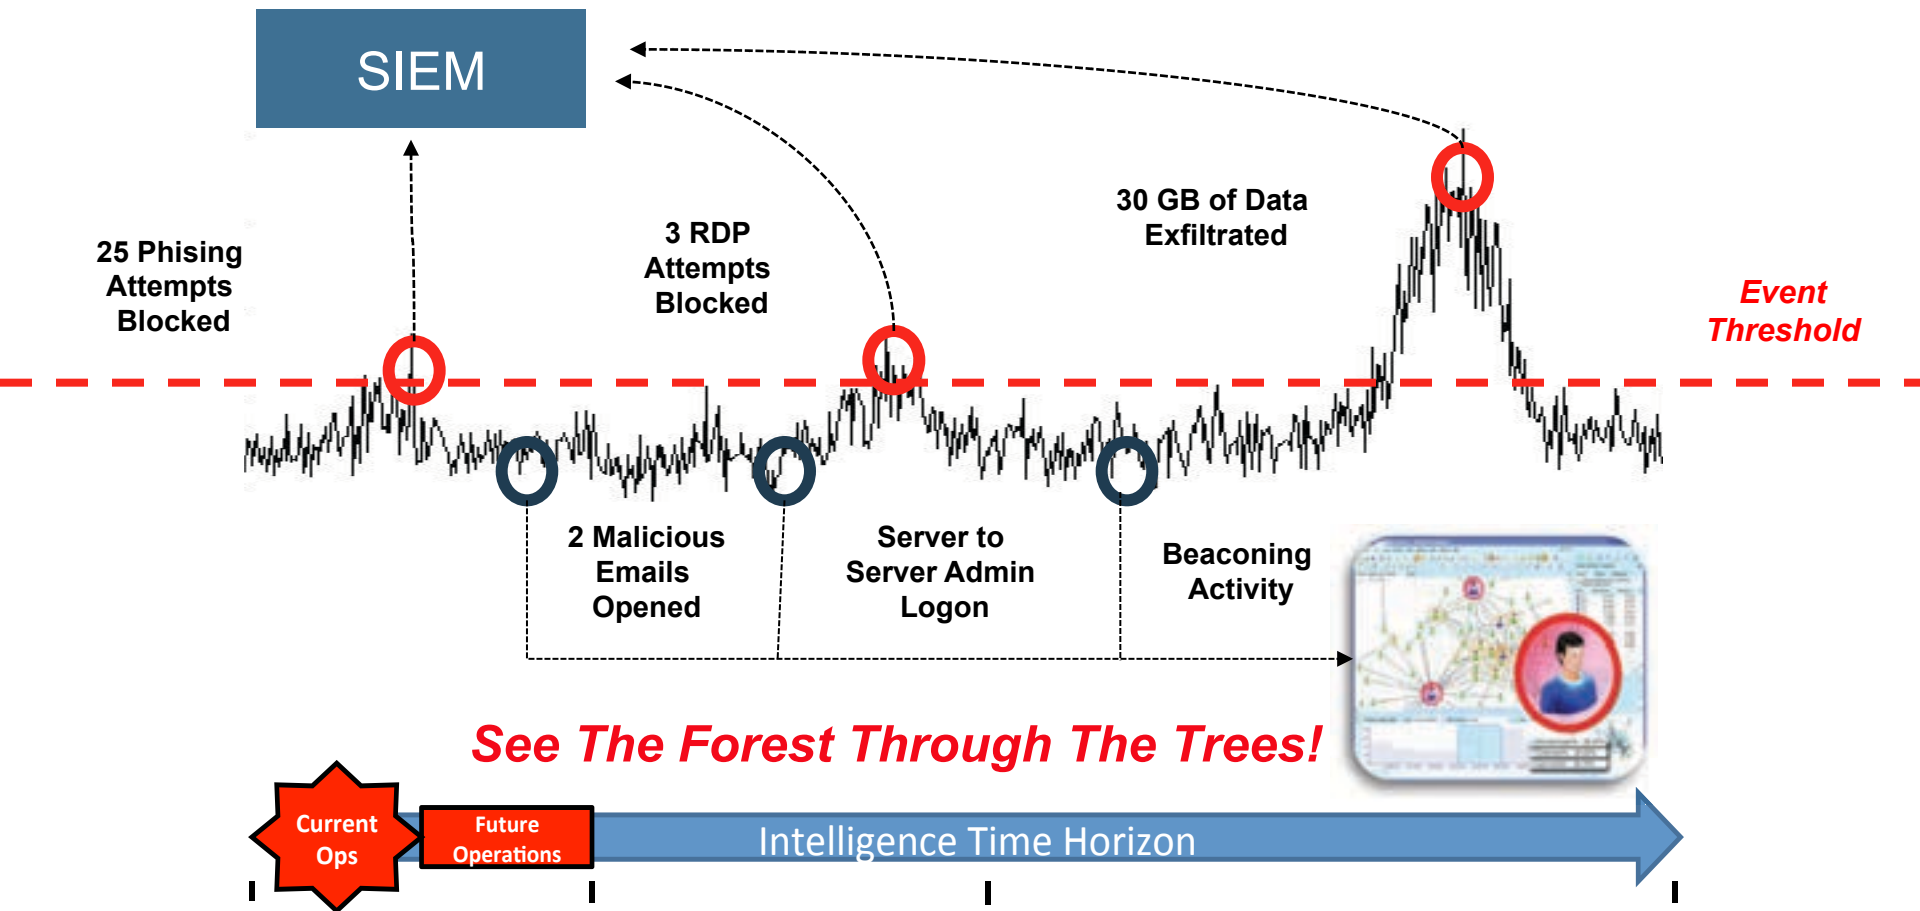 SIEM
25 Phising
Attempts
Blocked
3 RDP
Attempts
Blocked
30 GB of Data
Exfiltrated
Event
Threshold
2 Malicious
Emails
Opened
Server to
Server Admin
Logon
Beaconing
Activity
See The Forest Through The Trees!
Current
Ops
Future
Operations
Intelligence Time Horizon